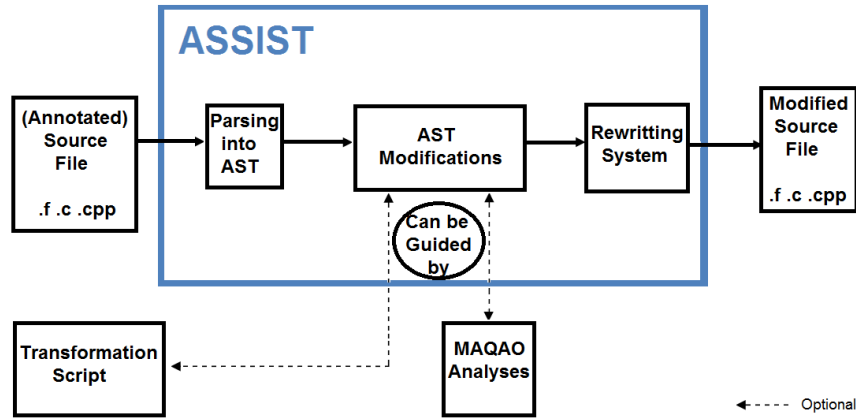 ASSIST
(Annotated)
Source
File
.f .c .cpp
Parsing
into
AST
AST
Modifications
Rewritting
System
Modified
Source
File
.f .c .cpp
Can be
Guided
by
Transformation
Script
MAQAO
Analyses
Optional